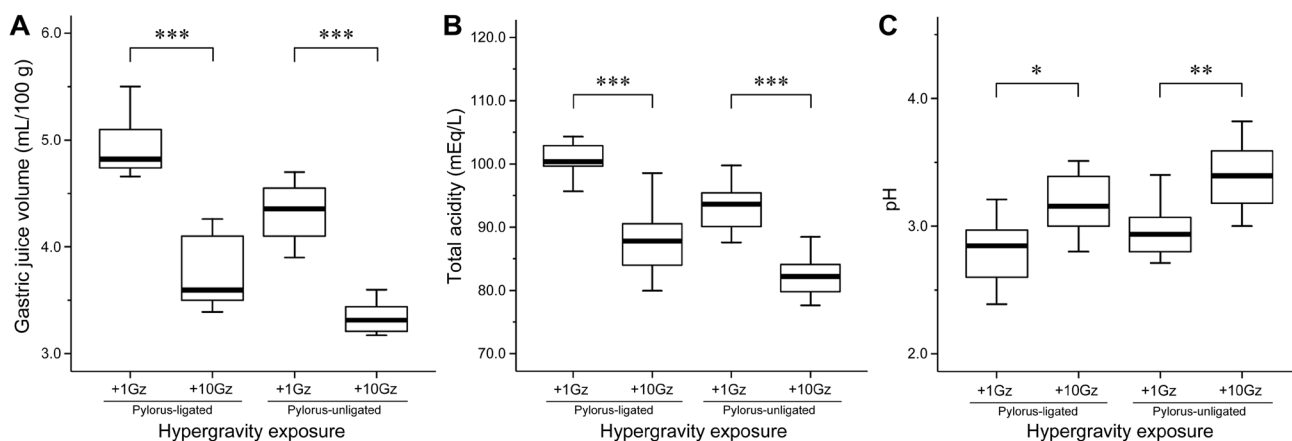 A
Gastric juice volume (mL/100 g)
6.0
5.0
4.0
3.0
***
***
+1Gz +10Gz +1Gz +10Gz
Pylorus-ligated Pylorus-unligated
Hypergravity exposure
B
Total acidity (mEq/L)
120.0
110.0
100.0
90.0
80.0
70.0
***
***
+1Gz +10Gz +1Gz +10Gz
Pylorus-ligated Pylorus-unligated
Hypergravity exposure
C
pH
4.0
3.0
2.0
*
**
+1Gz +10Gz +1Gz +10Gz
Pylorus-ligated Pylorus-unligated
Hypergravity exposure